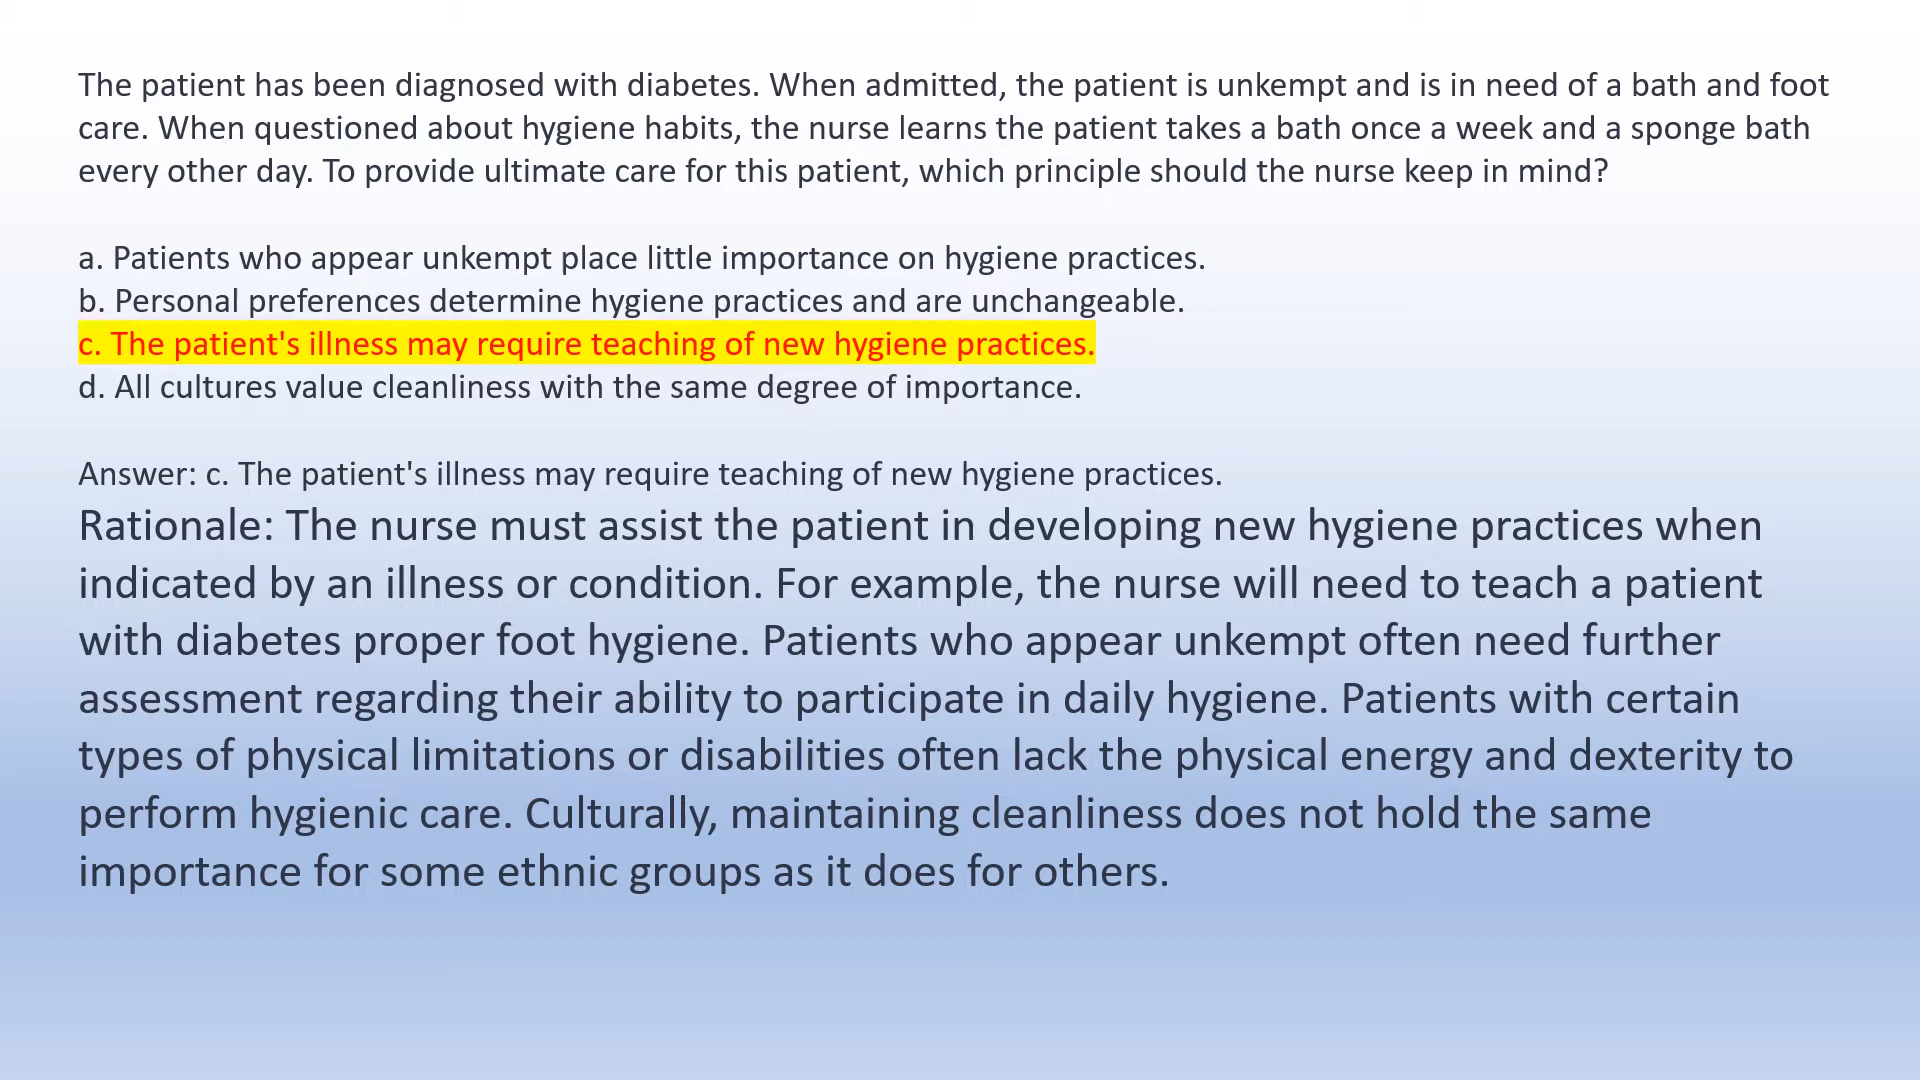 The patient has been diagnosed with diabetes. When admitted, the patient is unkempt and is in need of a bath and foot
care. When questioned about hygiene habits, the nurse learns the patient takes a bath once a week and a sponge bath
every other day. To provide ultimate care for this patient, which principle should the nurse keep in mind?
a. Patients who appear unkempt place little importance on hygiene practices.
b. Personal preferences determine hygiene practices and are unchangeable.
c. The patient's illness may require teaching of new hygiene practices.
d. All cultures value cleanliness with the same degree of importance.
Answer: c. The patient's illness may require teaching of new hygiene practices.
Rationale: The nurse must assist the patient in developing new hygiene practices when
indicated by an illness or condition. For example, the nurse will need to teach a patient
with diabetes proper foot hygiene. Patients who appear unkempt often need further
assessment regarding their ability to participate in daily hygiene. Patients with certain
types of physical limitations or disabilities often lack the physical energy and dexterity to
perform hygienic care. Culturally, maintaining cleanliness does not hold the same
importance for some ethnic groups as it does for others.